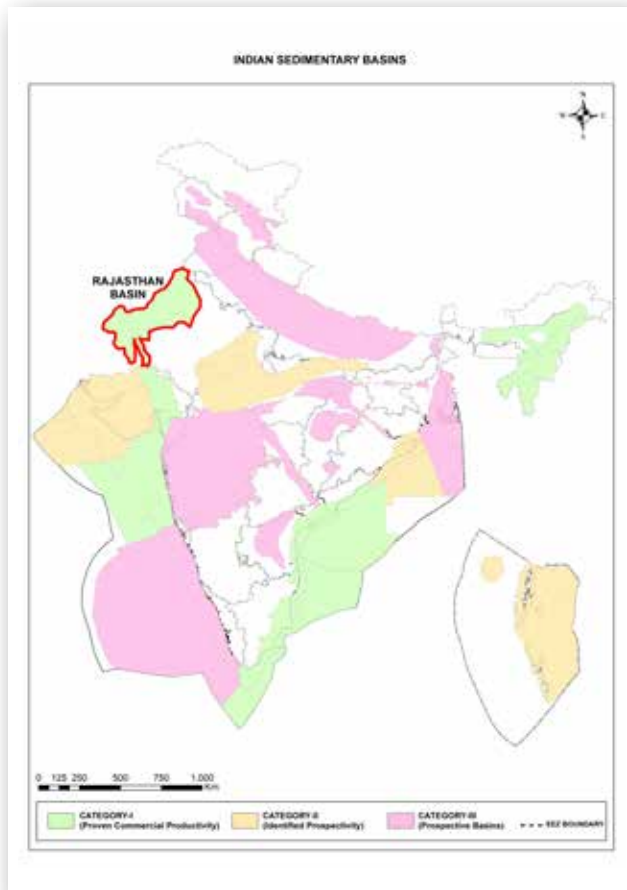 INDIAN SEDIMENTARY BASINS
N
W
E
S
RAJASTHAN
BASIN
0 125 250 500 750 1,000
Km
CATEGORY-I
(Proven Commercial Productivity)
CATEGORY-II
(Identified Prospectivity)
CATEGORY-III
(Prospective Basins)
EEZ BOUNDARY